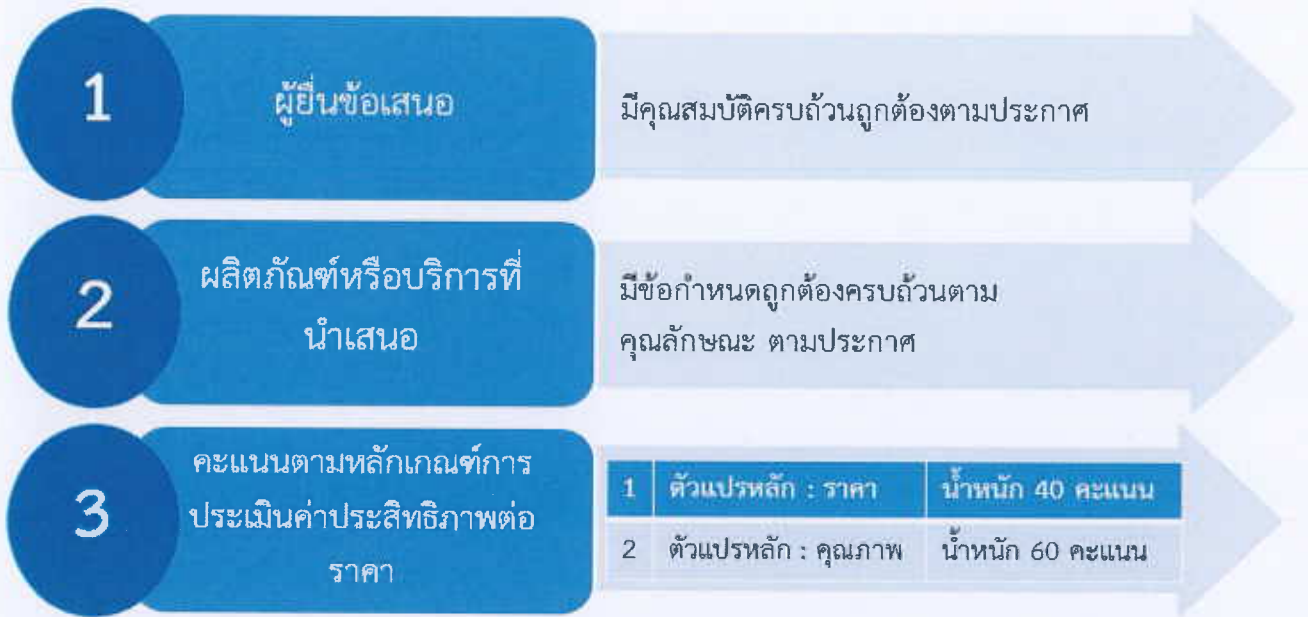 1
ผู้ยื่นข้อเสนอ
มีคุณสมบัติครบถ้วนถูกต้องตามประกาศ
2
ผลิตภัณฑ์หรือบริการที่
นำเสนอ
มีข้อกำหนดถูกต้องครบถ้วนตาม
คุณลักษณะ ตามประกาศ
3
คะแนนตามหลักเกณฑ์การ
ประเมินค่าประสิทธิภาพต่อ
ราคา
1 ตัวแปรหลัก : ราคา น้ำหนัก 40 คะแนน
2 ตัวแปรหลัก : คุณภาพ น้ำหนัก 60 คะแนน